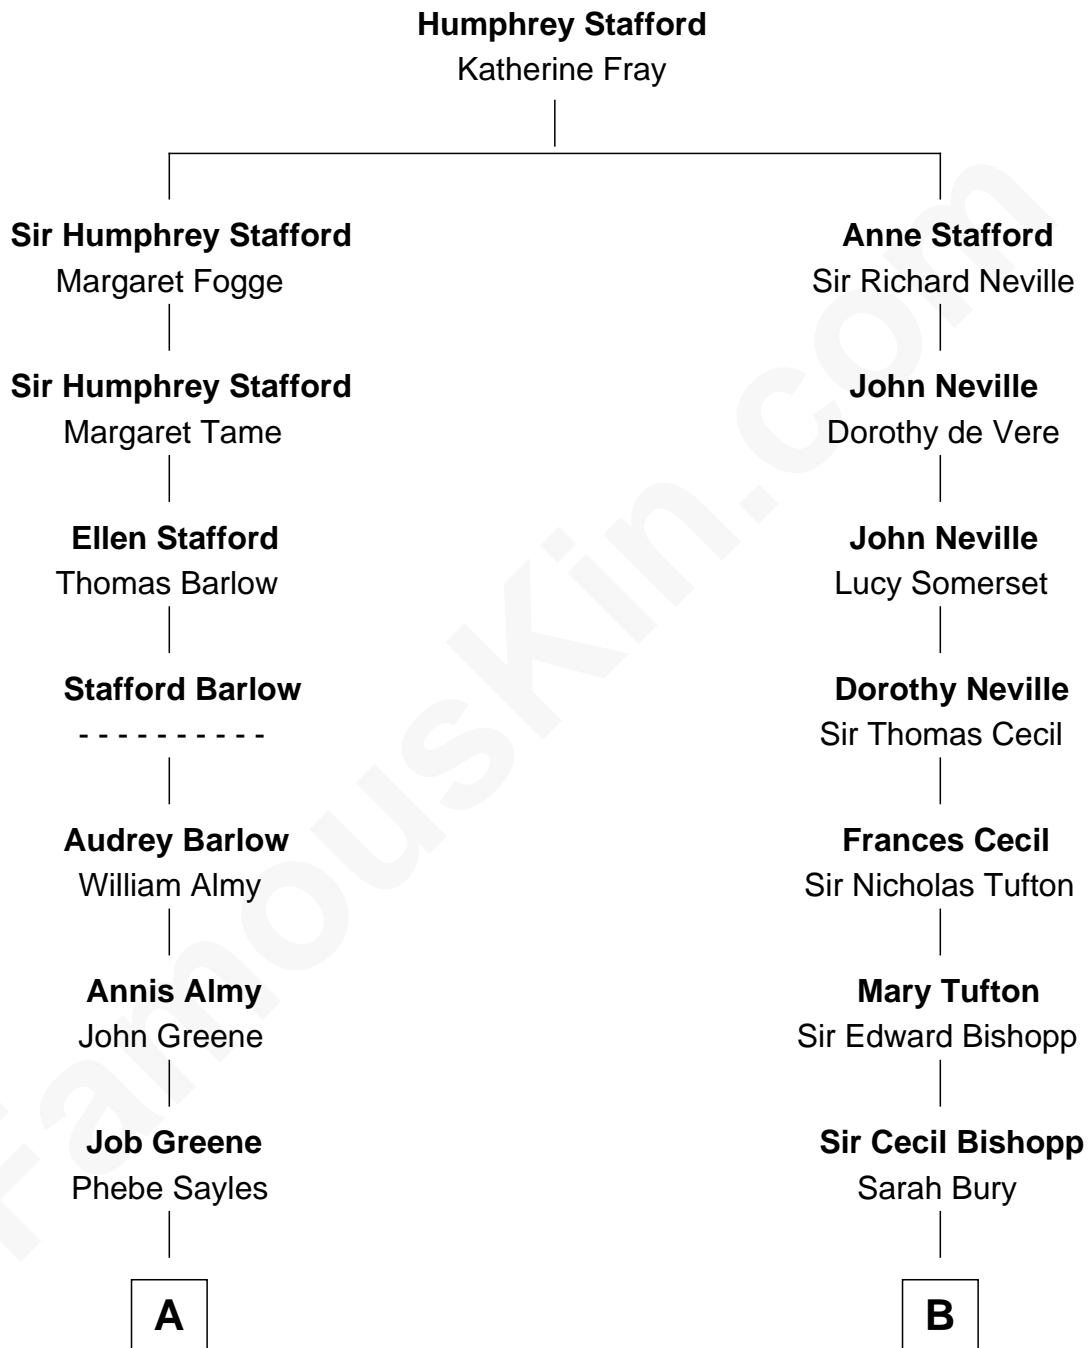 Humphrey Stafford
Katherine Fray
Sir Humphrey Stafford
Margaret Fogge
Anne Stafford
Sir Richard Neville
Sir Humphrey Stafford
Margaret Tame
John Neville
Dorothy de Vere
Ellen Stafford
Thomas Barlow
John Neville
Lucy Somerset
Stafford Barlow
- - - - - - - - - -
Dorothy Neville
Sir Thomas Cecil
Audrey Barlow
William Almy
Frances Cecil
Sir Nicholas Tufton
Annis Almy
John Greene
Mary Tufton
Sir Edward Bishopp
Job Greene
Phebe Sayles
Sir Cecil Bishopp
Sarah Bury
A
B
FamousKin.com